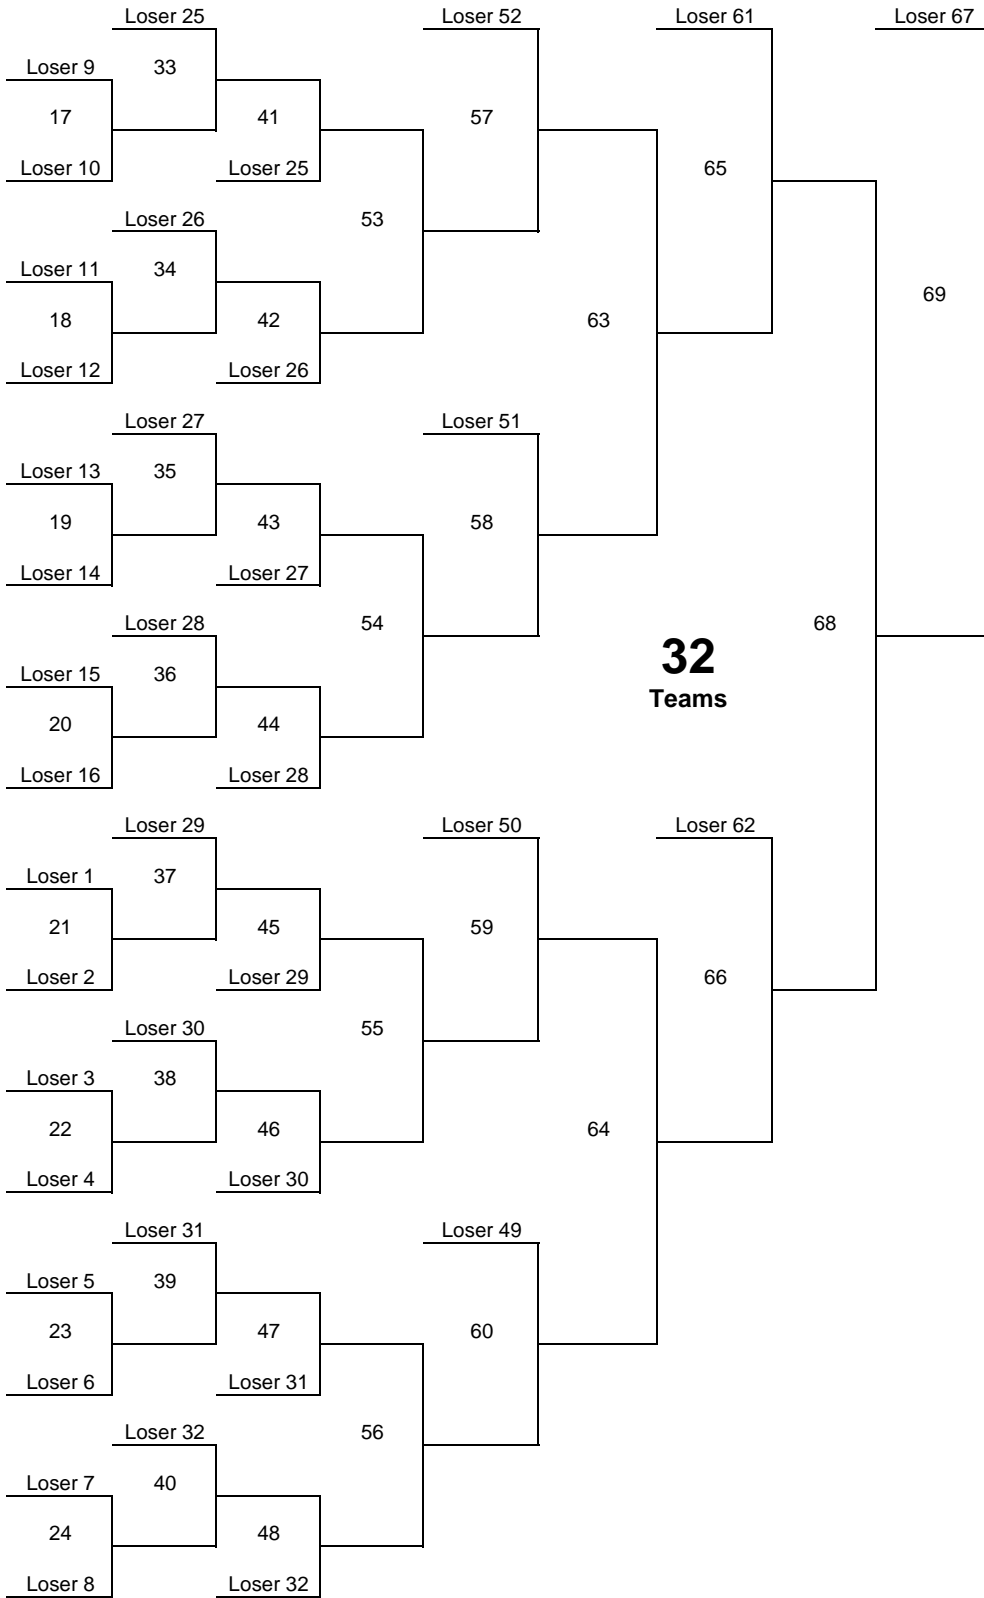 Loser 25
Loser 52
Loser 61
Loser 67
Loser 9
33
17
41
57
Loser 10
Loser 25
65
Loser 26
53
Loser 11
34
69
18
42
63
Loser 12
Loser 26
Loser 27
Loser 51
Loser 13
35
19
43
58
Loser 14
Loser 27
Loser 28
54
68
32
Teams
Loser 15
36
20
44
Loser 16
Loser 28
Loser 29
Loser 50
Loser 62
Loser 1
37
21
45
59
Loser 2
Loser 29
66
Loser 30
55
Loser 3
38
22
46
64
Loser 4
Loser 30
Loser 31
Loser 49
Loser 5
39
23
47
60
Loser 6
Loser 31
Loser 32
56
Loser 7
40
24
48
Loser 8
Loser 32